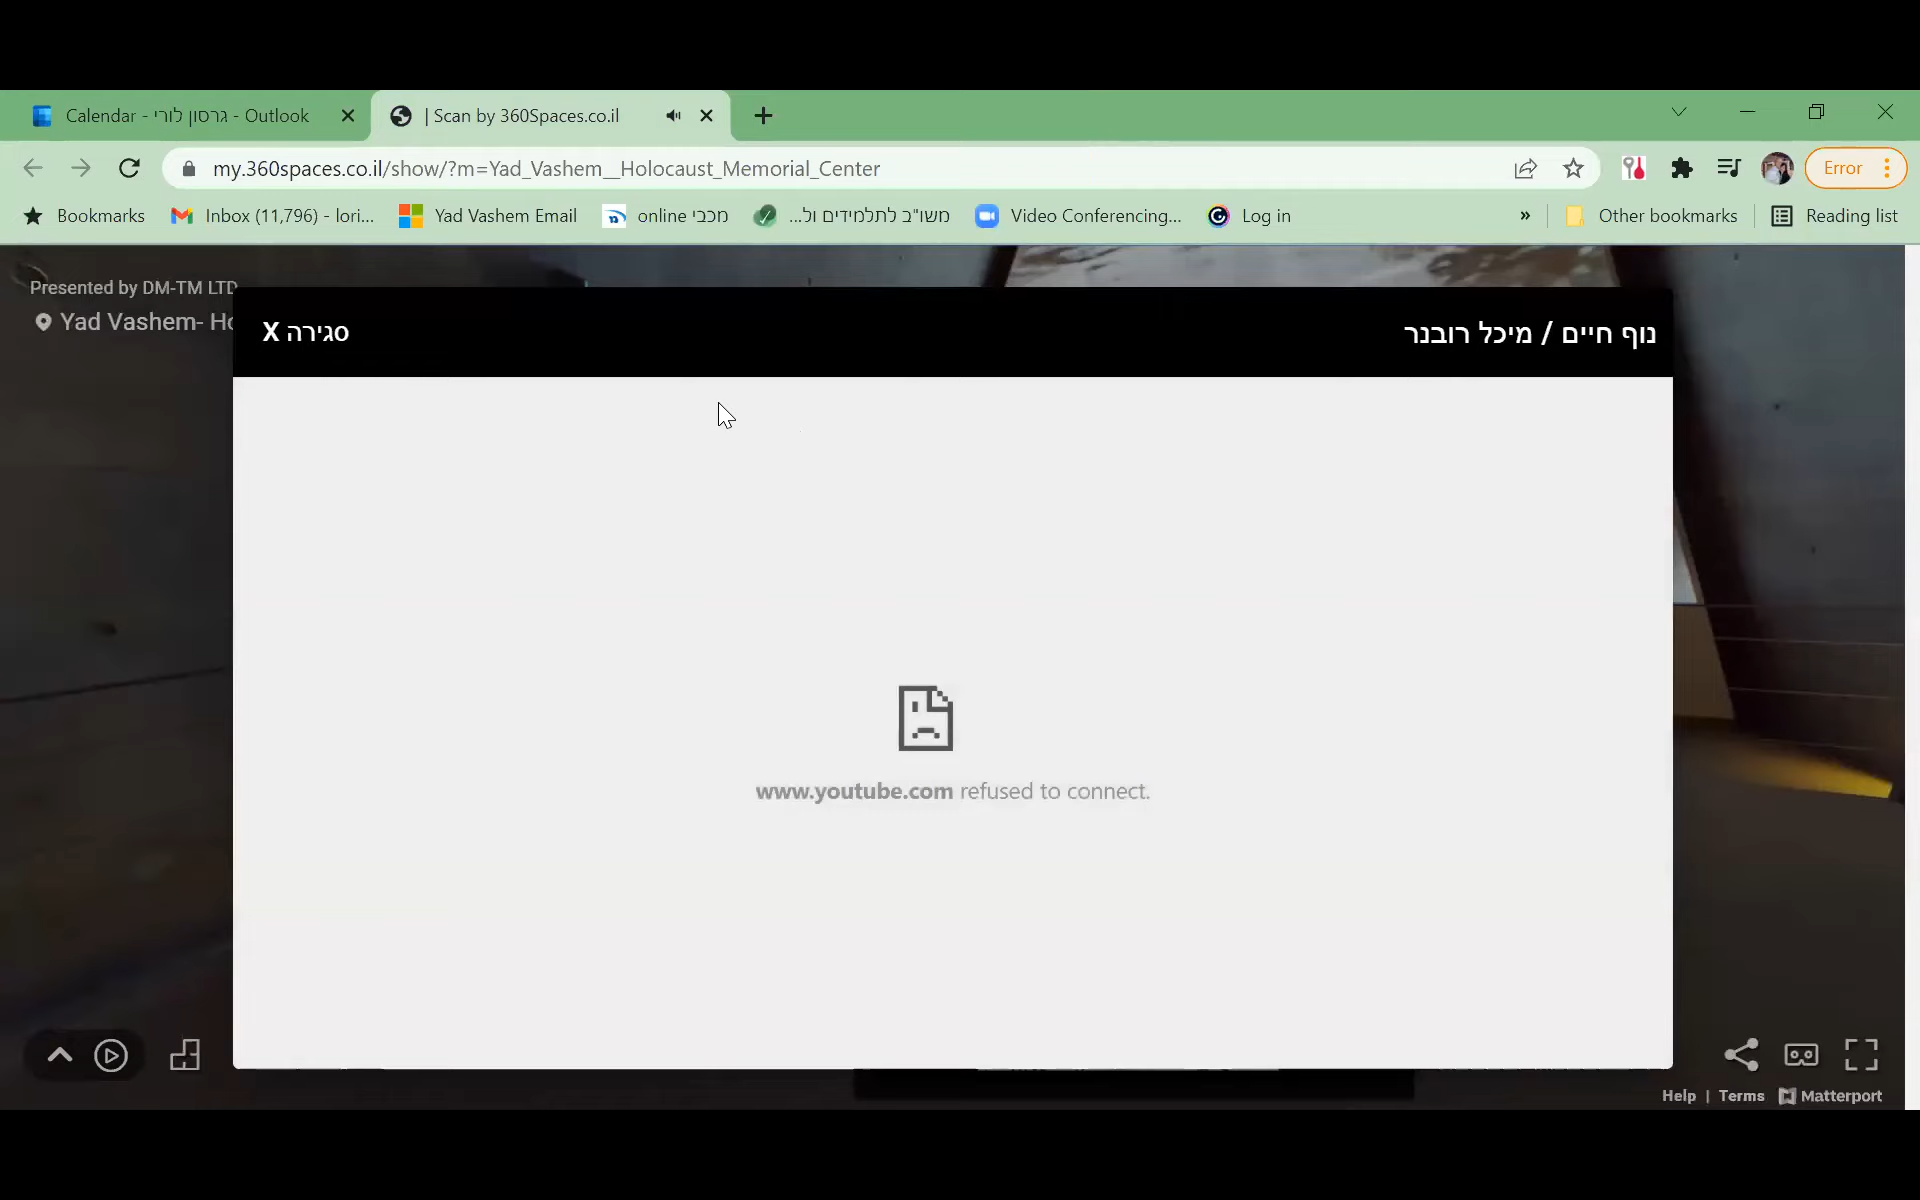 Calendar - גרסון לורי - Outlook
| Scan by 360Spaces.co.il
my.360spaces.co.il/show/?m=Yad_Vashem__Holocaust_Memorial_Center
Error
Bookmarks
Inbox (11,796) - lori...
Yad Vashem Email
מכבי online
משו"ב לתלמידים ול...
Video Conferencing...
Log in
»
Other bookmarks
Reading list
Presented by DM-TM LTD
Yad Vashem- Ho
סגירה X
נוף חיים / מיכל רובנר
www.youtube.com refused to connect.
Help | Terms Matterport